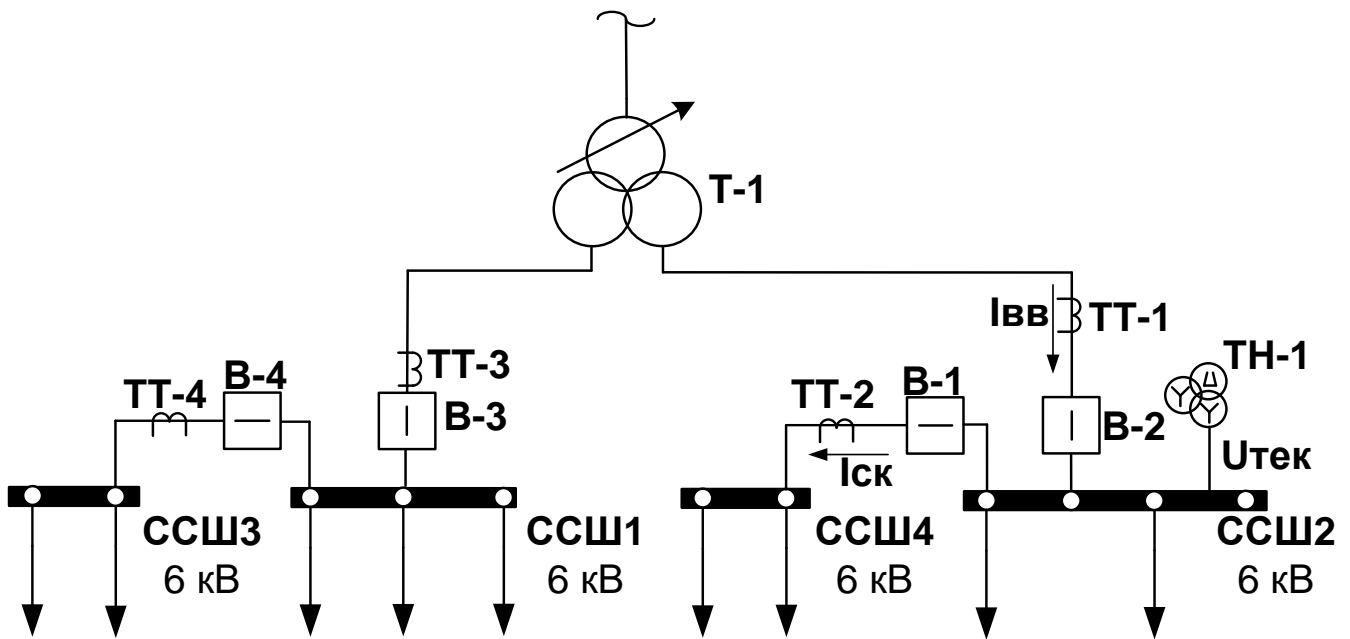 Т-1
Iвв
ТТ-1
ТН-1
ТТ-3
В-4
ТТ-4
В-3
В-1
ТТ-2
В-2
Uтек
Iск
ССШ3
6 кВ
ССШ1
6 кВ
ССШ4
6 кВ
ССШ2
6 кВ